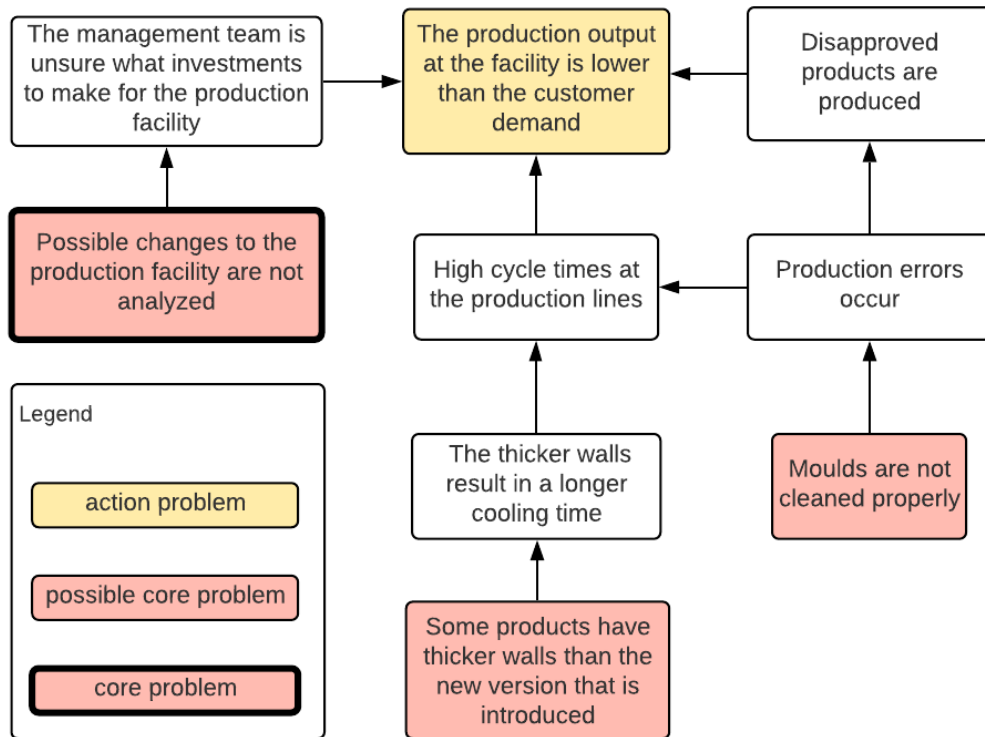 The management team is
unsure what investments
to make for the production
facility
The production output
at the facility is lower
than the customer
demand
Disapproved
products are
produced
Possible changes to the
production facility are not
analyzed
High cycle times at
the production lines
Production errors
occur
Legend
action problem
possible core problem
core problem
The thicker walls
result in a longer
cooling time
Moulds are not
cleaned properly
Some products have
thicker walls than the
new version that is
introduced